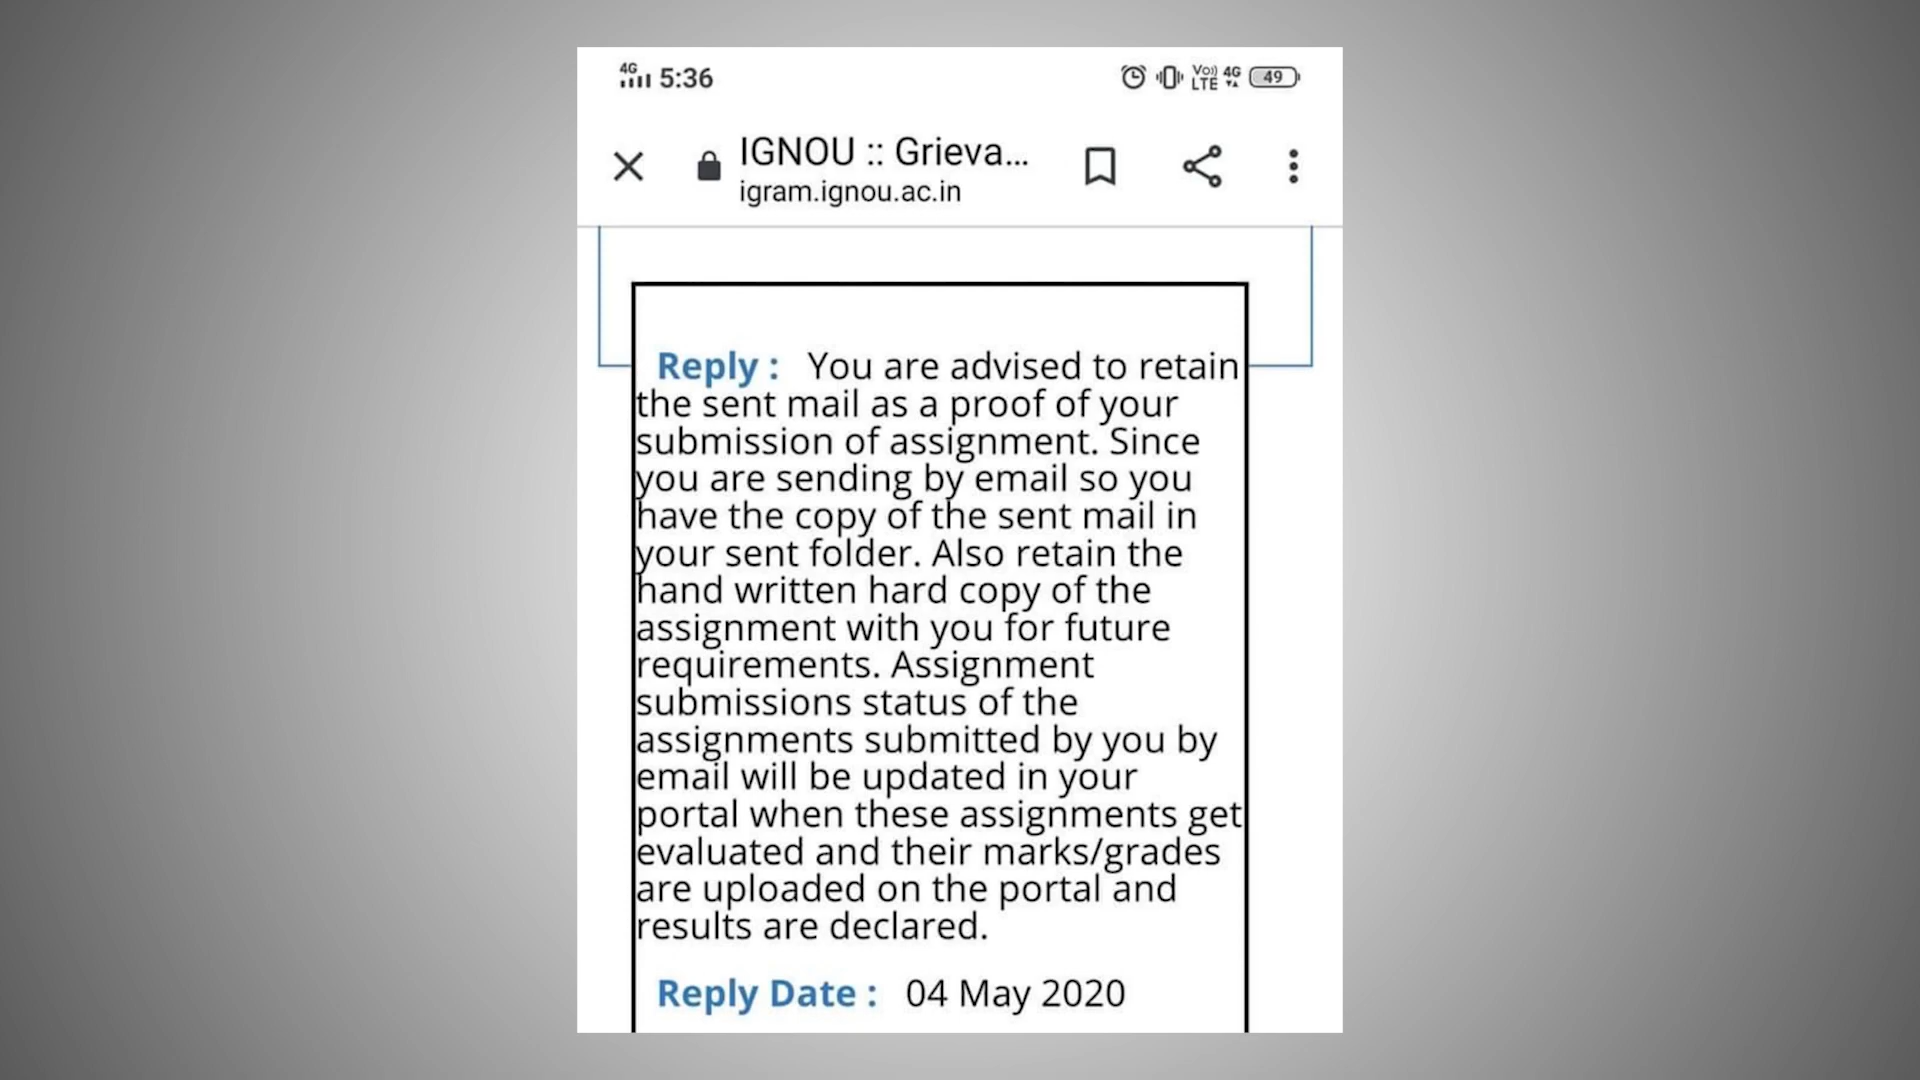 4G 5:36 Vo)) LTE 4G 49
IGNOU :: Grieva...
igram.ignou.ac.in
Reply : You are advised to retain
the sent mail as a proof of your
submission of assignment. Since
you are sending by email so you
have the copy of the sent mail in
your sent folder. Also retain the
hand written hard copy of the
assignment with you for future
requirements. Assignment
submissions status of the
assignments submitted by you by
email will be updated in your
portal when these assignments get
evaluated and their marks/grades
are uploaded on the portal and
results are declared.
Reply Date : 04 May 2020